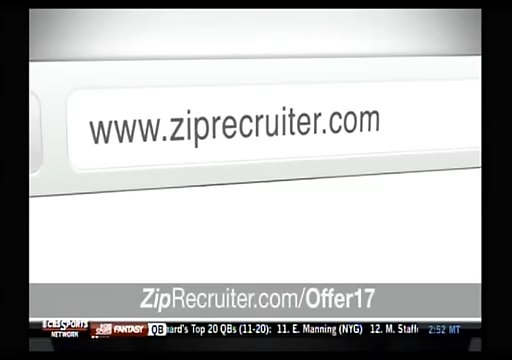 www.ziprecruiter.com
ZipRecruiter.com/Offer17
CBS SPORTS NETWORK
FANTASY QB ard's Top 20 QBs (11-20): 11. E. Manning (NYG) 12. M. Staff 2:52 MT